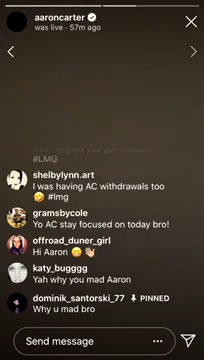 aaroncarter
was live · 57m ago
#LMG
shelbylynn.art
I was having AC withdrawals too
🤣 #lmg
gramsbycole
Yo AC stay focused on today bro!
offroad_duner_girl
Hi Aaron 😊👋🏼
katy_bugggg
Yah why you mad Aaron
dominik_santorski_77 PINNED
Why u mad bro
Send message